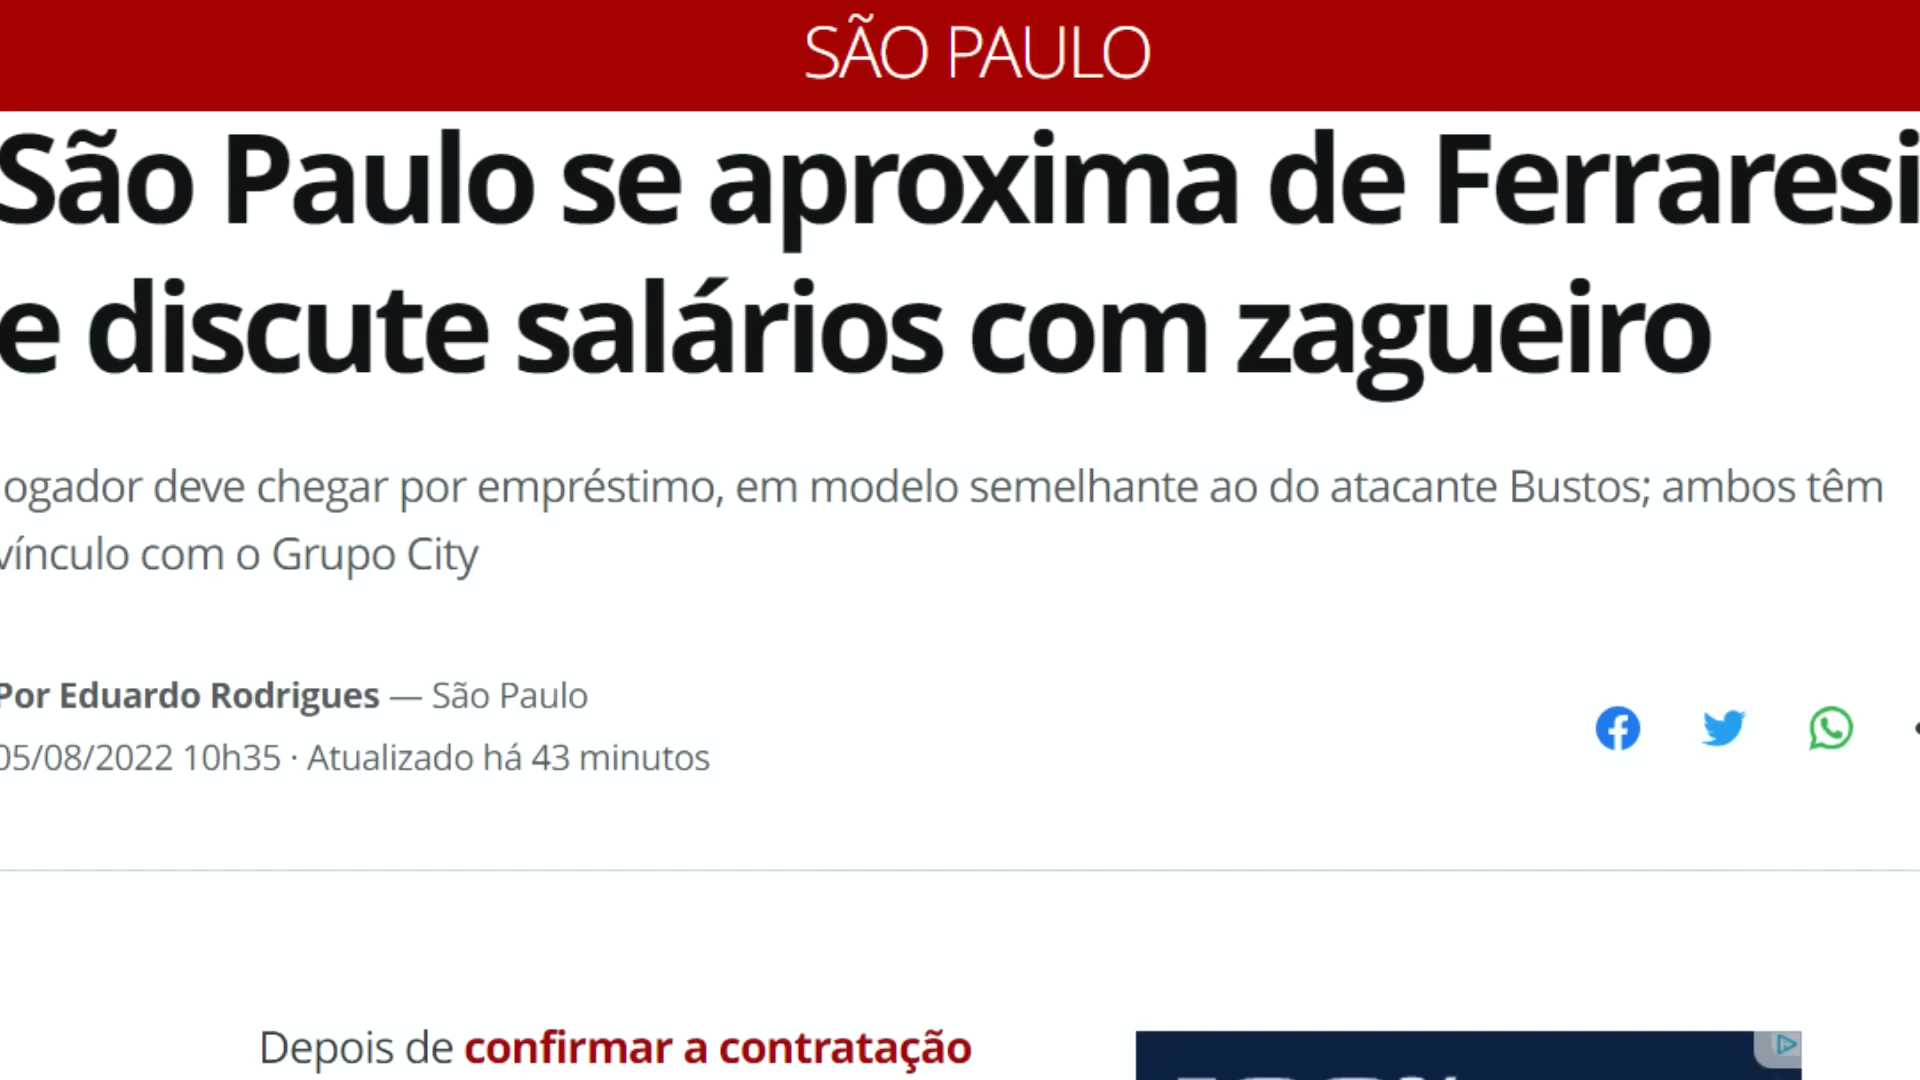 SÃO PAULO
São Paulo se aproxima de Ferraresi
e discute salários com zagueiro
ogador deve chegar por empréstimo, em modelo semelhante ao do atacante Bustos; ambos têm
vínculo com o Grupo City
Por Eduardo Rodrigues — São Paulo
05/08/2022 10h35 · Atualizado há 43 minutos
Depois de confirmar a contratação